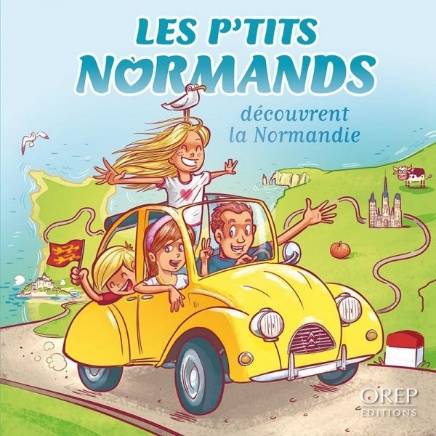 LES P'TITS
NORMANDS
découvrent
la Normandie
OREP
EDITIONS